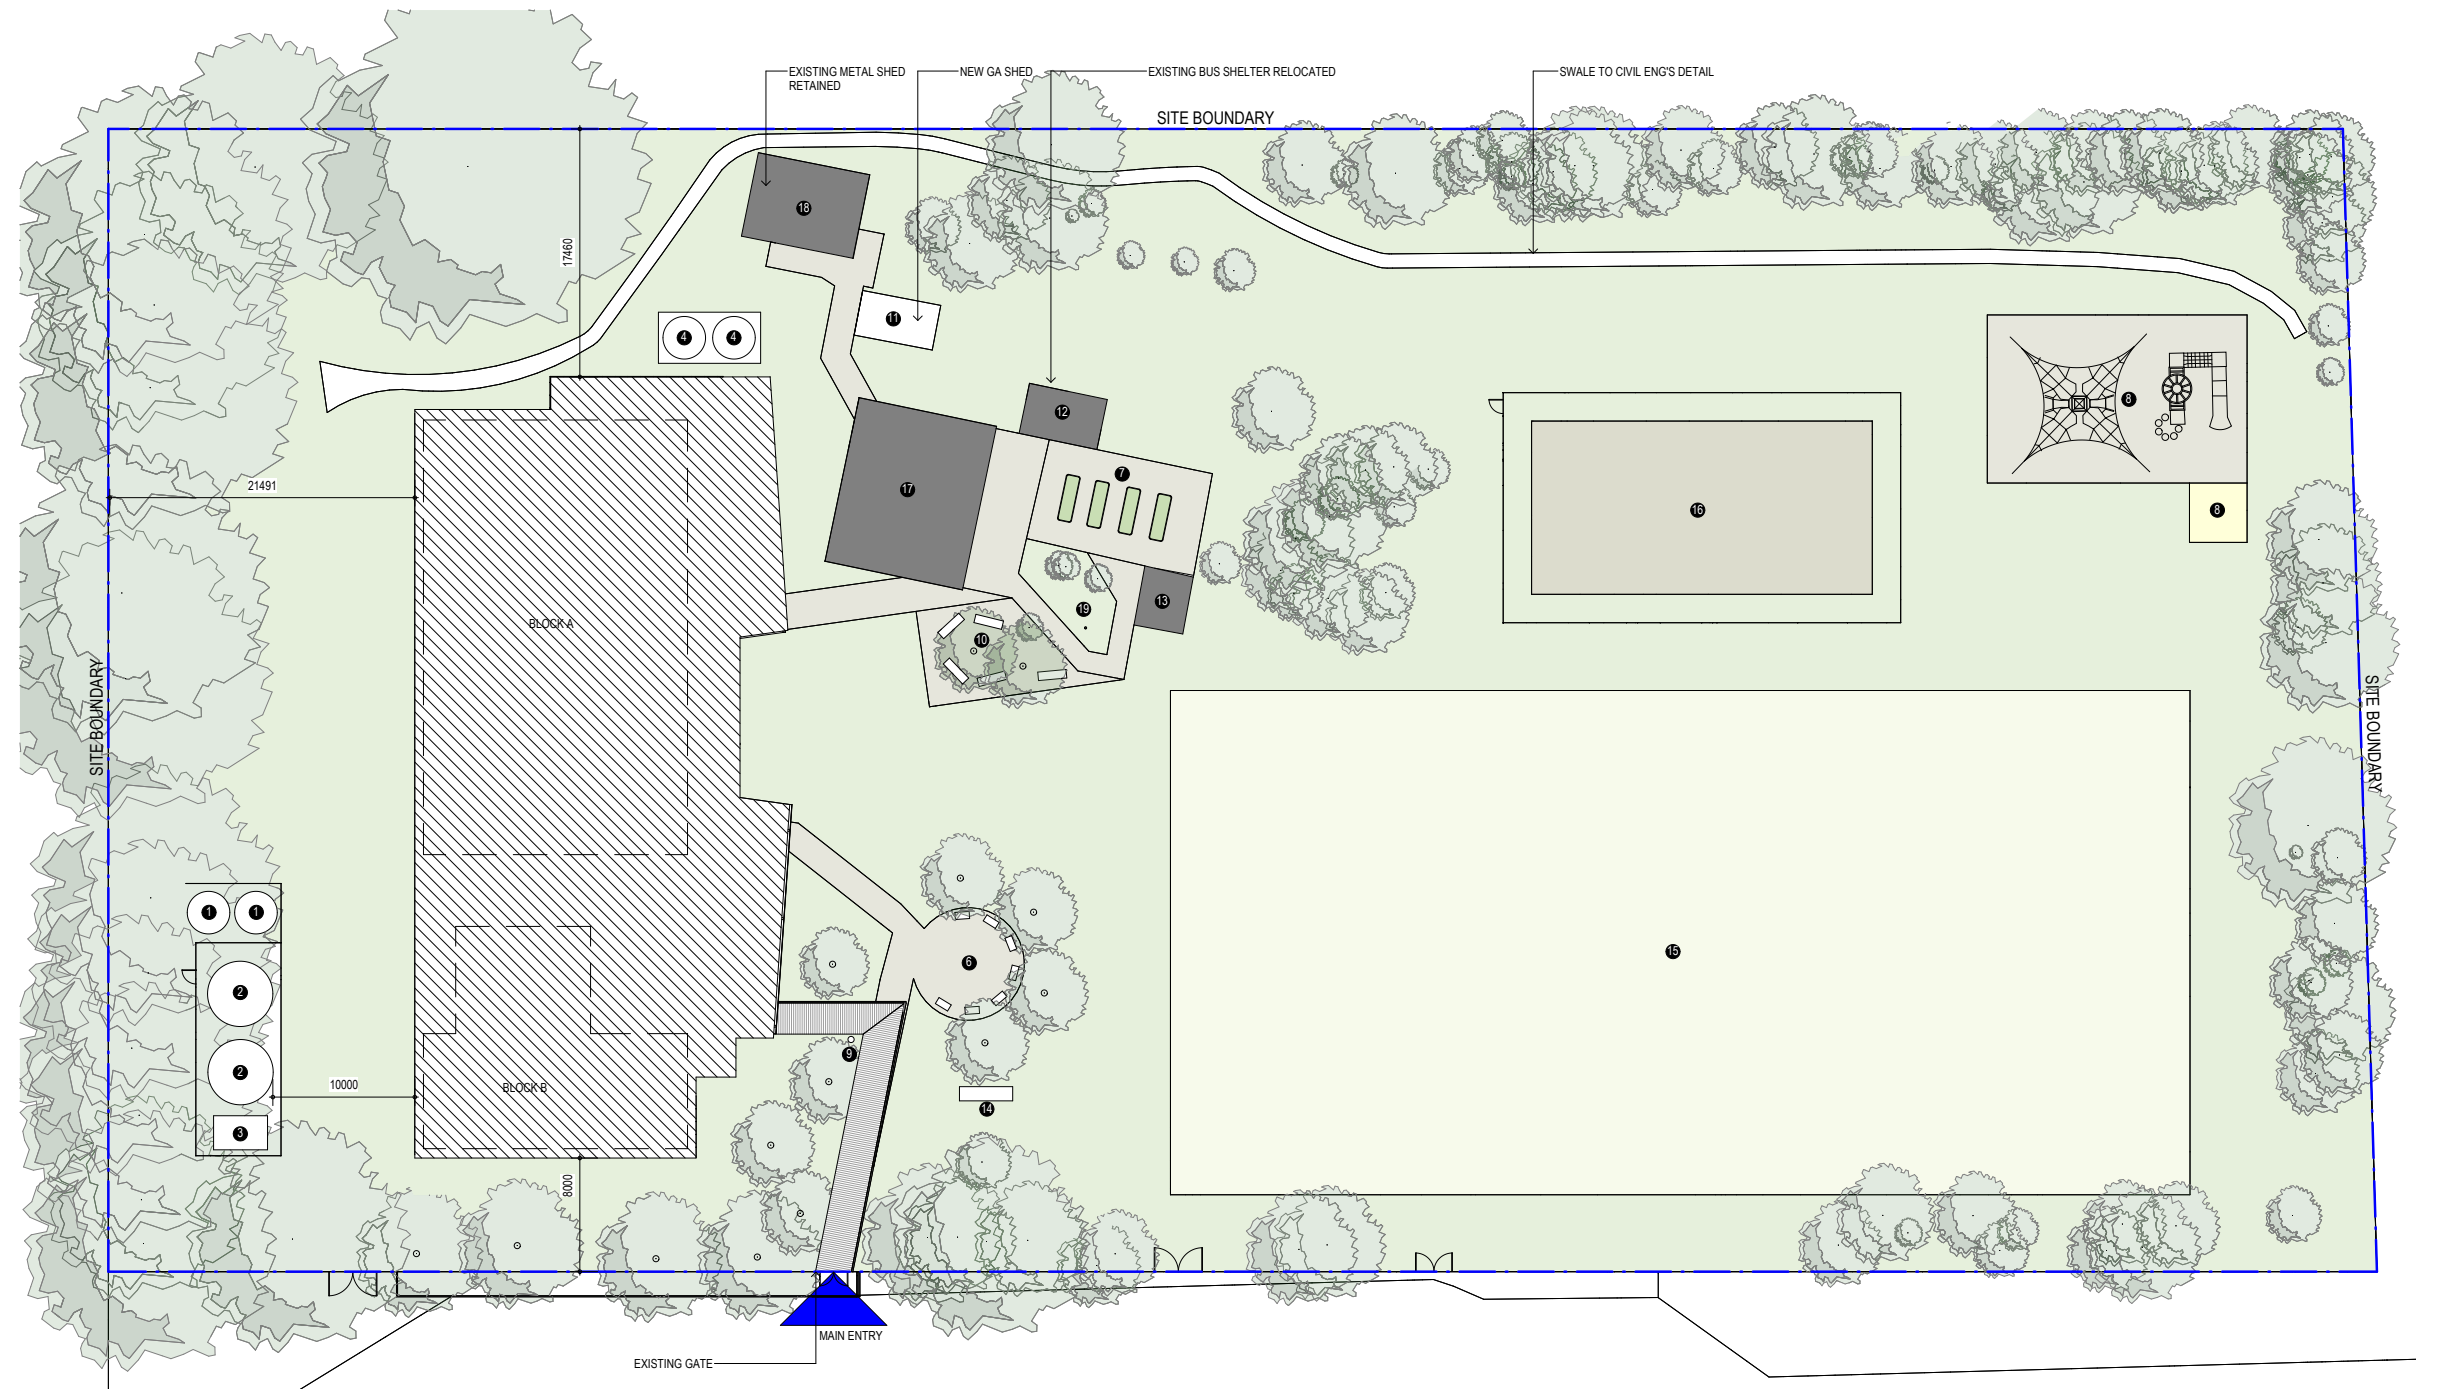 EXISTING METAL SHED
RETAINED
NEW GA SHED
EXISTING BUS SHELTER RELOCATED
SWALE TO CIVIL ENG'S DETAIL
SITE BOUNDARY
18
17460
11
4
4
12
8
7
21491
17
16
8
13
19
BLOCK A
10
SITE BOUNDARY
SITE BOUNDARY
1
1
15
6
2
9
2
10000
BLOCK B
14
3
8000
MAIN ENTRY
EXISTING GATE